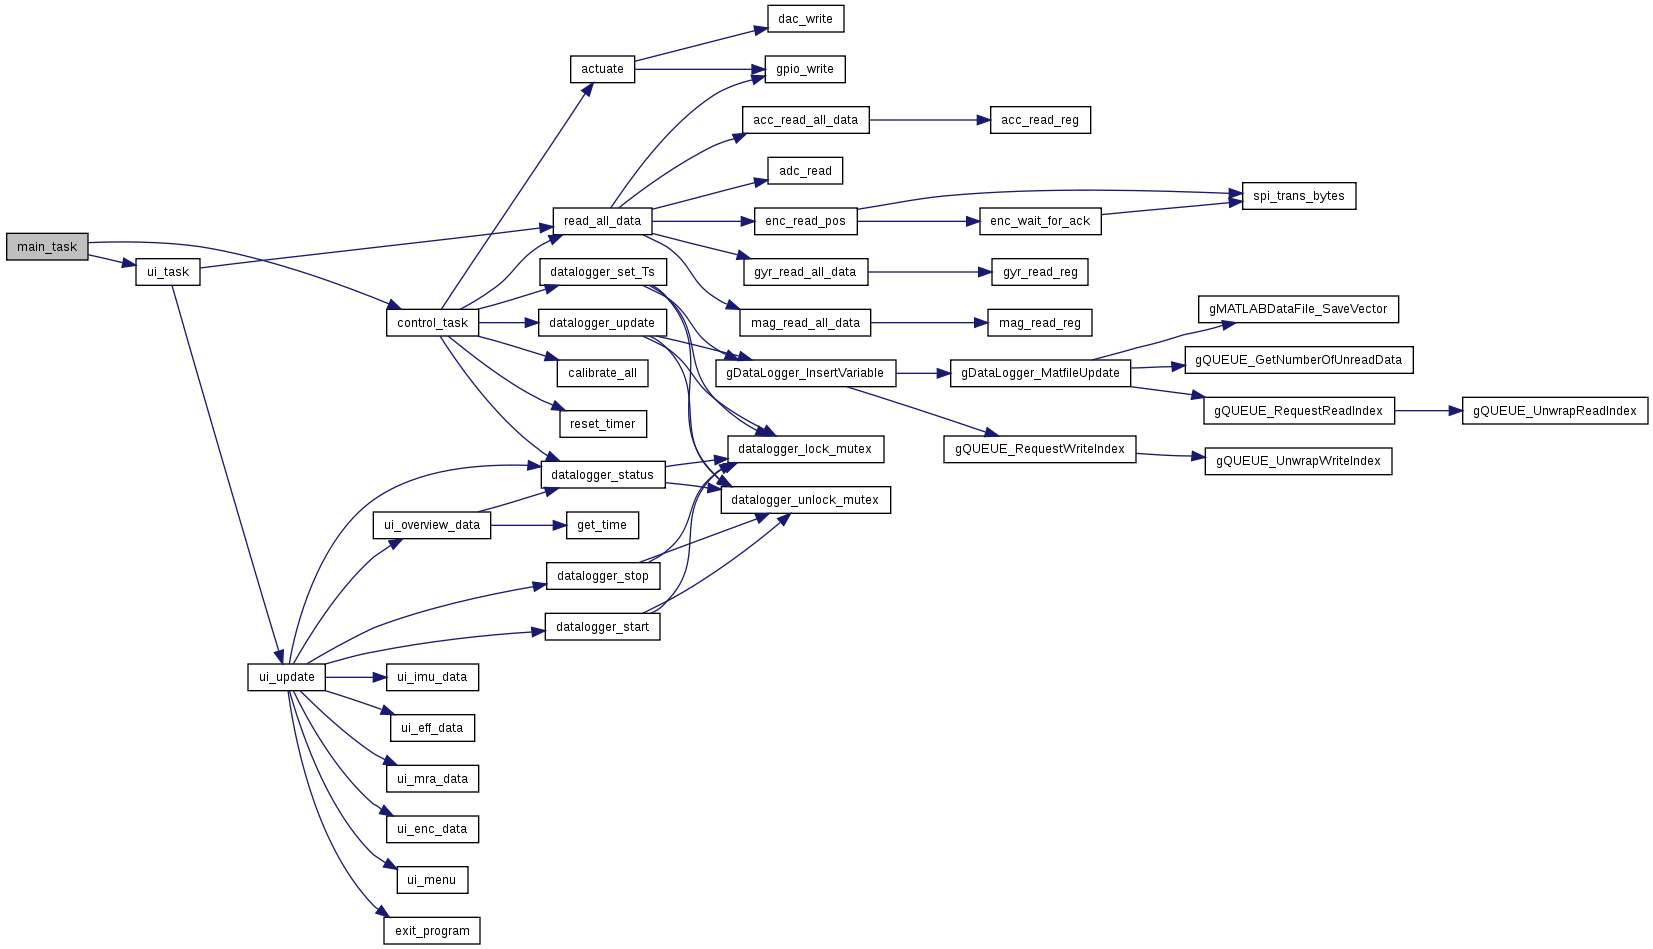 dac_write
actuate
gpio_write
acc_read_all_data
acc_read_reg
adc_read
spi_trans_bytes
read_all_data
enc_read_pos
enc_wait_for_ack
main_task
ui_task
datalogger_set_Ts
gyr_read_all_data
gyr_read_reg
gMATLABDataFile_SaveVector
control_task
datalogger_update
mag_read_all_data
mag_read_reg
gQUEUE_GetNumberOfUnreadData
calibrate_all
gDataLogger_InsertVariable
gDataLogger_MatfileUpdate
gQUEUE_RequestReadIndex
gQUEUE_UnwrapReadIndex
reset_timer
datalogger_lock_mutex
gQUEUE_RequestWriteIndex
gQUEUE_UnwrapWriteIndex
datalogger_status
datalogger_unlock_mutex
ui_overview_data
get_time
datalogger_stop
datalogger_start
ui_update
ui_imu_data
ui_eff_data
ui_mra_data
ui_enc_data
ui_menu
exit_program